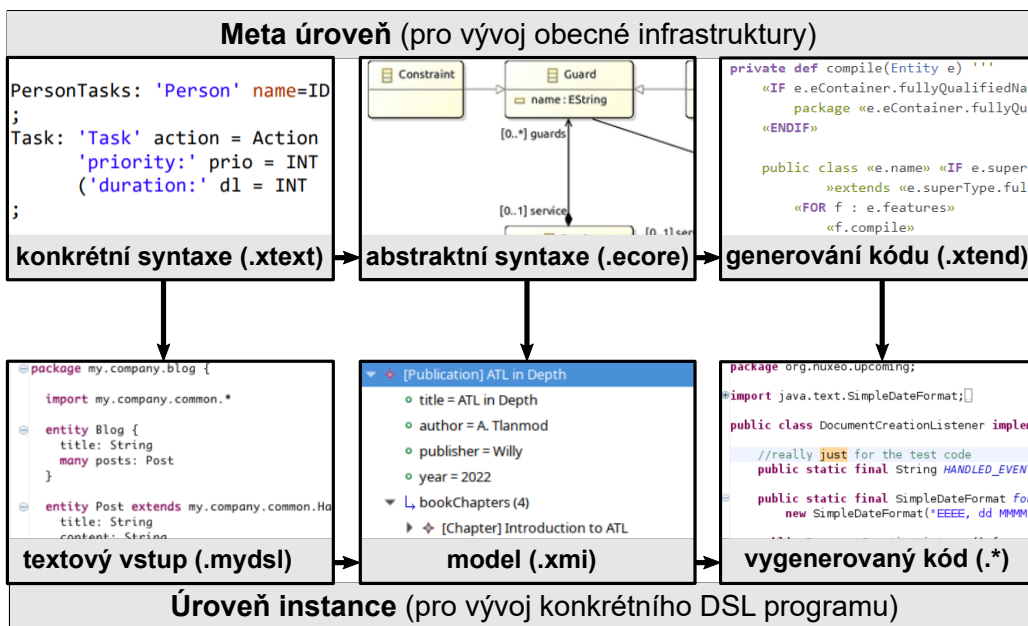 Meta úroveň (pro vývoj obecné infrastruktury)
PersonTasks: 'Person' name=ID
;
Task: 'Task' action = Action
'priority:' prio = INT
('duration:' dl = INT
;
konkrétní syntaxe (.xtext)
Constraint
Guard
name : EString
[0..*] guards
[0..1] service
abstraktní syntaxe (.ecore)
private def compile(Entity e) '''
«IF e.eContainer.fullyQualifiedNa
package «e.eContainer.fullyQu
«ENDIF»
public class «e.name» «IF e.super
»extends «e.superType.ful
«FOR f : e.features»
«f.compile»
generování kódu (.xtend)
package my.company.blog {
import my.company.common.*
entity Blog {
title: String
many posts: Post
}
entity Post extends my.company.common.Ha
title: String
content: String
textový vstup (.mydsl)
[Publication] ATL in Depth
title = ATL in Depth
author = A. Tlanmod
publisher = Willy
year = 2022
bookChapters (4)
[Chapter] Introduction to ATL
model (.xmi)
package org.nuxeo.upcoming;
import java.text.SimpleDateFormat;
public class DocumentCreationListener implem
//really just for the test code
public static final String HANDLED_EVENT
public static final SimpleDateFormat fo
new SimpleDateFormat("EEEE, dd MMMM
vygenerovaný kód (.*)
Úroveň instance (pro vývoj konkrétního DSL programu)